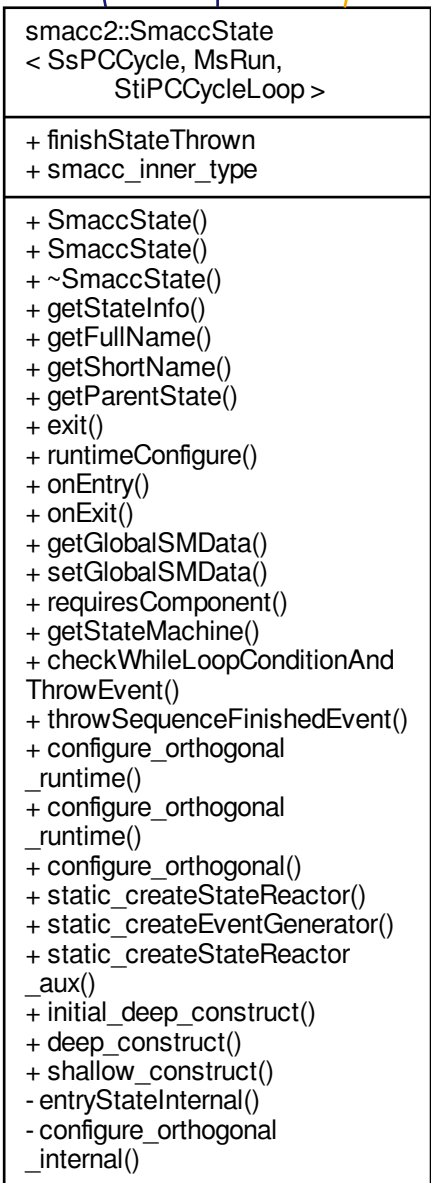 smacc2::SmaccState
< SsPCCycle, MsRun,
StiPCCycleLoop >
+ finishStateThrown
+ smacc_inner_type
+ SmaccState()
+ SmaccState()
+ ~SmaccState()
+ getStateInfo()
+ getFullName()
+ getShortName()
+ getParentState()
+ exit()
+ runtimeConfigure()
+ onEntry()
+ onExit()
+ getGlobalSMData()
+ setGlobalSMData()
+ requiresComponent()
+ getStateMachine()
+ checkWhileLoopConditionAnd
ThrowEvent()
+ throwSequenceFinishedEvent()
+ configure_orthogonal
_runtime()
+ configure_orthogonal
_runtime()
+ configure_orthogonal()
+ static_createStateReactor()
+ static_createEventGenerator()
+ static_createStateReactor
_aux()
+ initial_deep_construct()
+ deep_construct()
+ shallow_construct()
- entryStateInternal()
- configure_orthogonal
_internal()